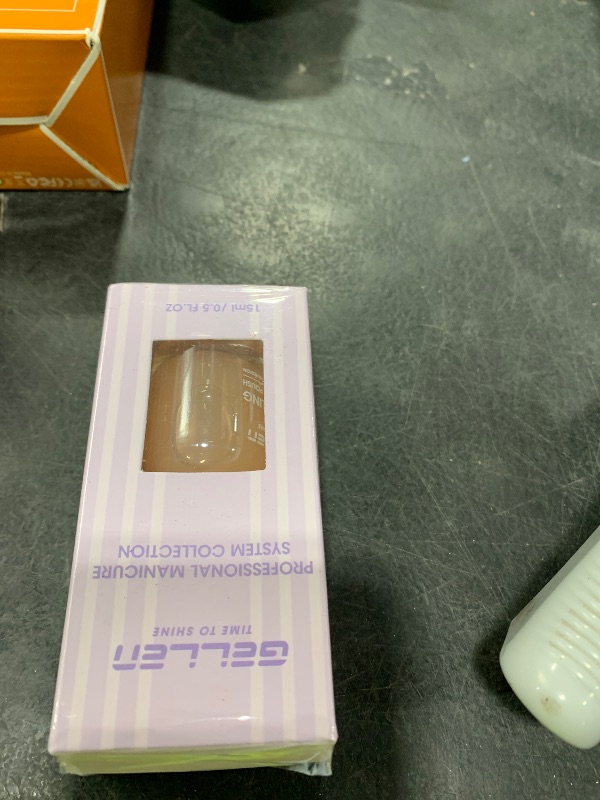 GELLEN
TIME TO SHINE
PROFESSIONAL MANICURE
SYSTEM COLLECTION
15ml /0.5 FL.OZ